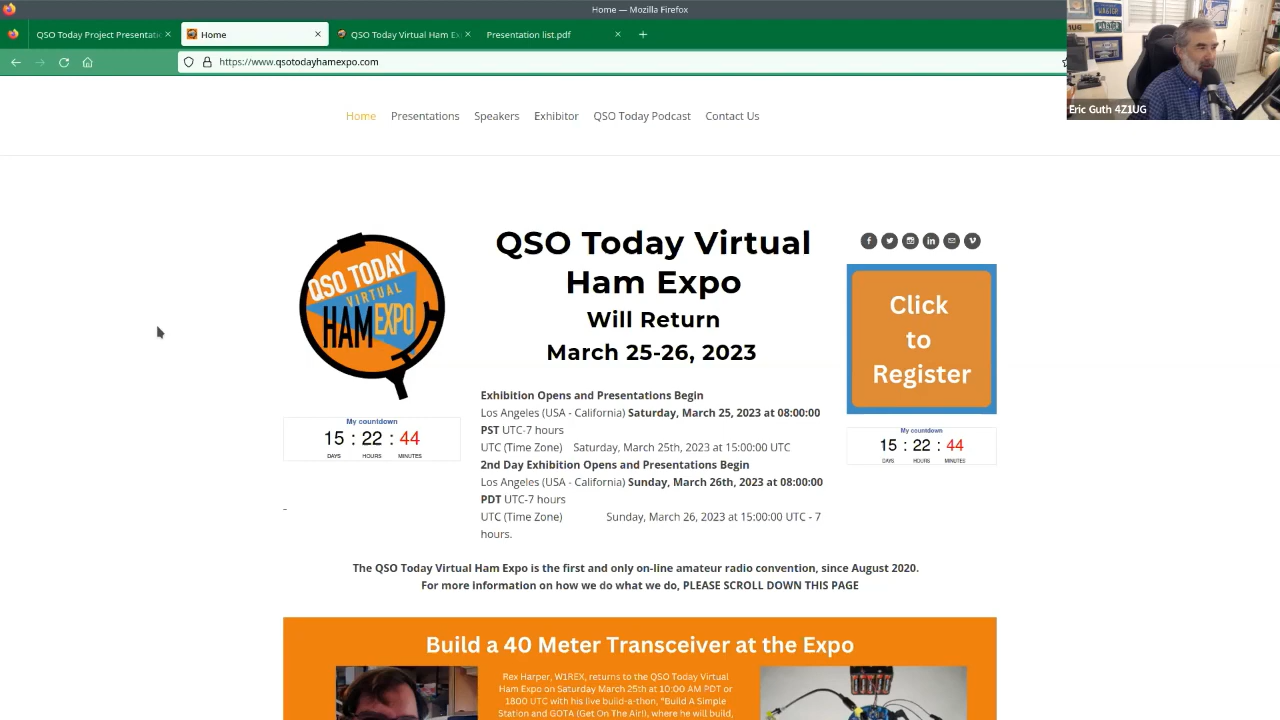 Home — Mozilla Firefox
QSO Today Project Presentatio
Home
QSO Today Virtual Ham Ex
Presentation list.pdf
https://www.qsotodayhamexpo.com
Eric Guth 4Z1UG
Home Presentations Speakers Exhibitor QSO Today Podcast Contact Us
QSO TODAY
VIRTUAL
HAM EXPO
My countdown
15 : 22 : 44
DAYS HOURS MINUTES
QSO Today Virtual
Ham Expo
Will Return
March 25-26, 2023
Exhibition Opens and Presentations Begin
Los Angeles (USA - California) Saturday, March 25, 2023 at 08:00:00
PST UTC-7 hours
UTC (Time Zone) Saturday, March 25th, 2023 at 15:00:00 UTC
2nd Day Exhibition Opens and Presentations Begin
Los Angeles (USA - California) Sunday, March 26th, 2023 at 08:00:00
PDT UTC-7 hours
UTC (Time Zone) Sunday, March 26, 2023 at 15:00:00 UTC - 7
hours.
Click
to
Register
My countdown
15 : 22 : 44
DAYS HOURS MINUTES
The QSO Today Virtual Ham Expo is the first and only on-line amateur radio convention, since August 2020.
For more information on how we do what we do, PLEASE SCROLL DOWN THIS PAGE
Build a 40 Meter Transceiver at the Expo
Rex Harper, W1REX, returns to the QSO Today Virtual
Ham Expo on Saturday March 25th at 10:00 AM PDT or
1800 UTC with his live build-a-thon, "Build A Simple
Station and GOTA (Get On The Air!), where he will build,